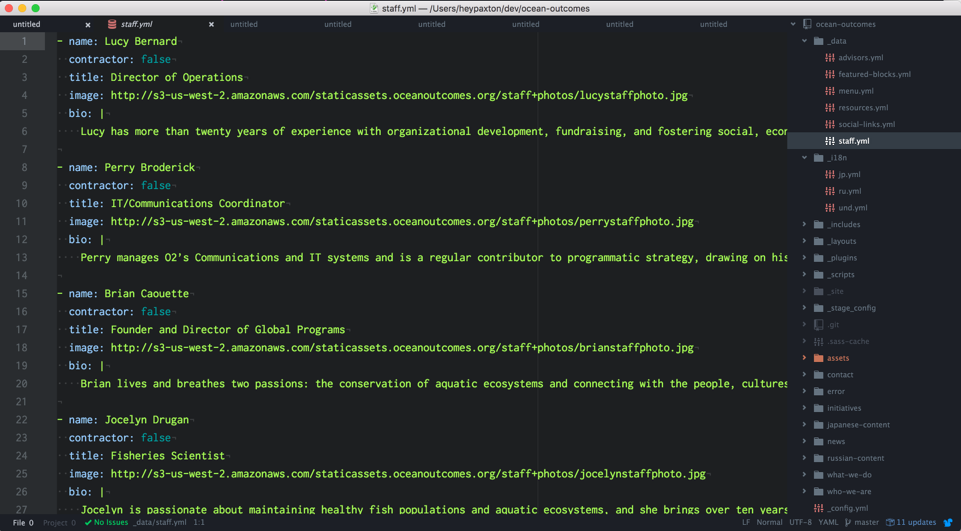 staff.yml — /Users/heypaxton/dev/ocean-outcomes
untitled
staff.yml
untitled
untitled
untitled
untitled
untitled
untitled
1 - name: Lucy Bernard
2 contractor: false
3 title: Director of Operations
4 image: http://s3-us-west-2.amazonaws.com/staticassets.oceanoutcomes.org/staff+photos/lucystaffphoto.jpg
5 bio: |
6 Lucy has more than twenty years of experience with organizational development, fundraising, and fostering social, econ
7
8 - name: Perry Broderick
9 contractor: false
10 title: IT/Communications Coordinator
11 image: http://s3-us-west-2.amazonaws.com/staticassets.oceanoutcomes.org/staff+photos/perrystaffphoto.jpg
12 bio: |
13 Perry manages O2's Communications and IT systems and is a regular contributor to programmatic strategy, drawing on his
14
15 - name: Brian Caouette
16 contractor: false
17 title: Founder and Director of Global Programs
18 image: http://s3-us-west-2.amazonaws.com/staticassets.oceanoutcomes.org/staff+photos/brianstaffphoto.jpg
19 bio: |
20 Brian lives and breathes two passions: the conservation of aquatic ecosystems and connecting with the people, cultures
21
22 - name: Jocelyn Drugan
23 contractor: false
24 title: Fisheries Scientist
25 image: http://s3-us-west-2.amazonaws.com/staticassets.oceanoutcomes.org/staff+photos/jocelynstaffphoto.jpg
26 bio: |
27 Jocelyn is passionate about maintaining healthy fish populations and aquatic ecosystems, and she brings over ten years
ocean-outcomes
_data
advisors.yml
featured-blocks.yml
menu.yml
resources.yml
social-links.yml
staff.yml
_i18n
jp.yml
ru.yml
und.yml
_includes
_layouts
_plugins
_scripts
_site
_stage_config
.git
.sass-cache
assets
contact
error
initiatives
japanese-content
news
russian-content
what-we-do
who-we-are
_config.yml
File 0 Project 0 No Issues _data/staff.yml 1:1
LF Normal UTF-8 YAML master 11 updates